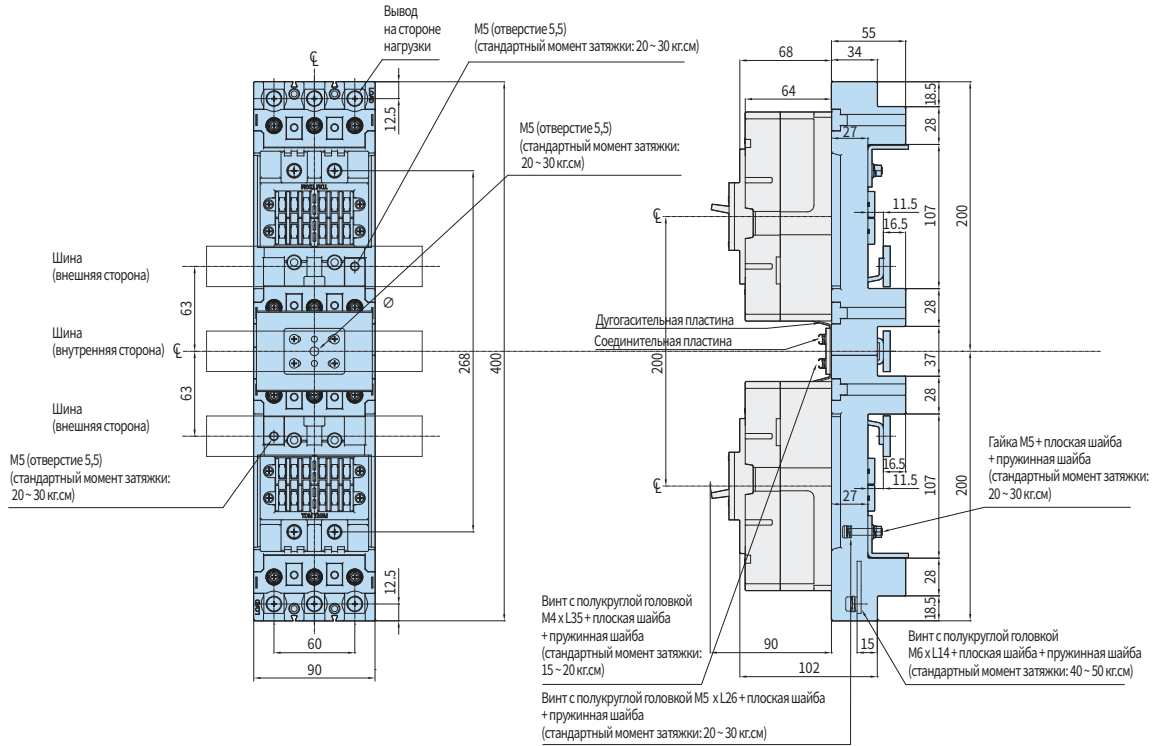 Вывод
на стороне
нагрузки
M5 (отверстие 5,5)
(стандартный момент затяжки: 20 ~ 30 кг.см)
M5 (отверстие 5,5)
(стандартный момент затяжки:
20 ~ 30 кг.см)
LOAD
12.5
Шина
(внешняя сторона)
63
Шина
(внутренняя сторона)
63
Шина
(внешняя сторона)
M5 (отверстие 5,5)
(стандартный момент затяжки:
20 ~ 30 кг.см)
268
400
12.5
LOAD
60
90
55
68
34
64
27
18.5
28
11.5
107
16.5
200
28
Дугогасительная пластина
Соединительная пластина
200
37
28
16.5
11.5
107
27
200
28
18.5
Гайка M5 + плоская шайба
+ пружинная шайба
(стандартный момент затяжки:
20 ~ 30 кг.см)
90
15
102
Винт с полукруглой головкой
M4 x L35 + плоская шайба
+ пружинная шайба
(стандартный момент затяжки:
15 ~ 20 кг.см)
Винт с полукруглой головкой
M6 x L14 + плоская шайба + пружинная шайба
(стандартный момент затяжки: 40 ~ 50 кг.см)
Винт с полукруглой головкой M5 x L26 + плоская шайба
+ пружинная шайба
(стандартный момент затяжки: 20 ~ 30 кг.см)